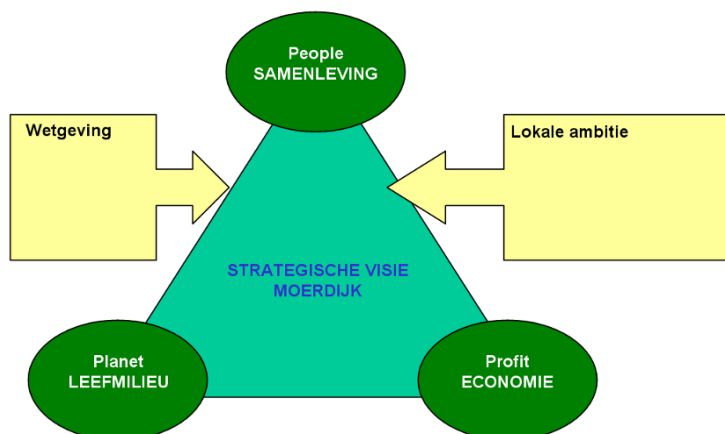 People
SAMENLEVING
Wetgeving
Lokale ambitie
STRATEGISCHE VISIE
MOERDIJK
Planet
LEEFMILIEU
Profit
ECONOMIE